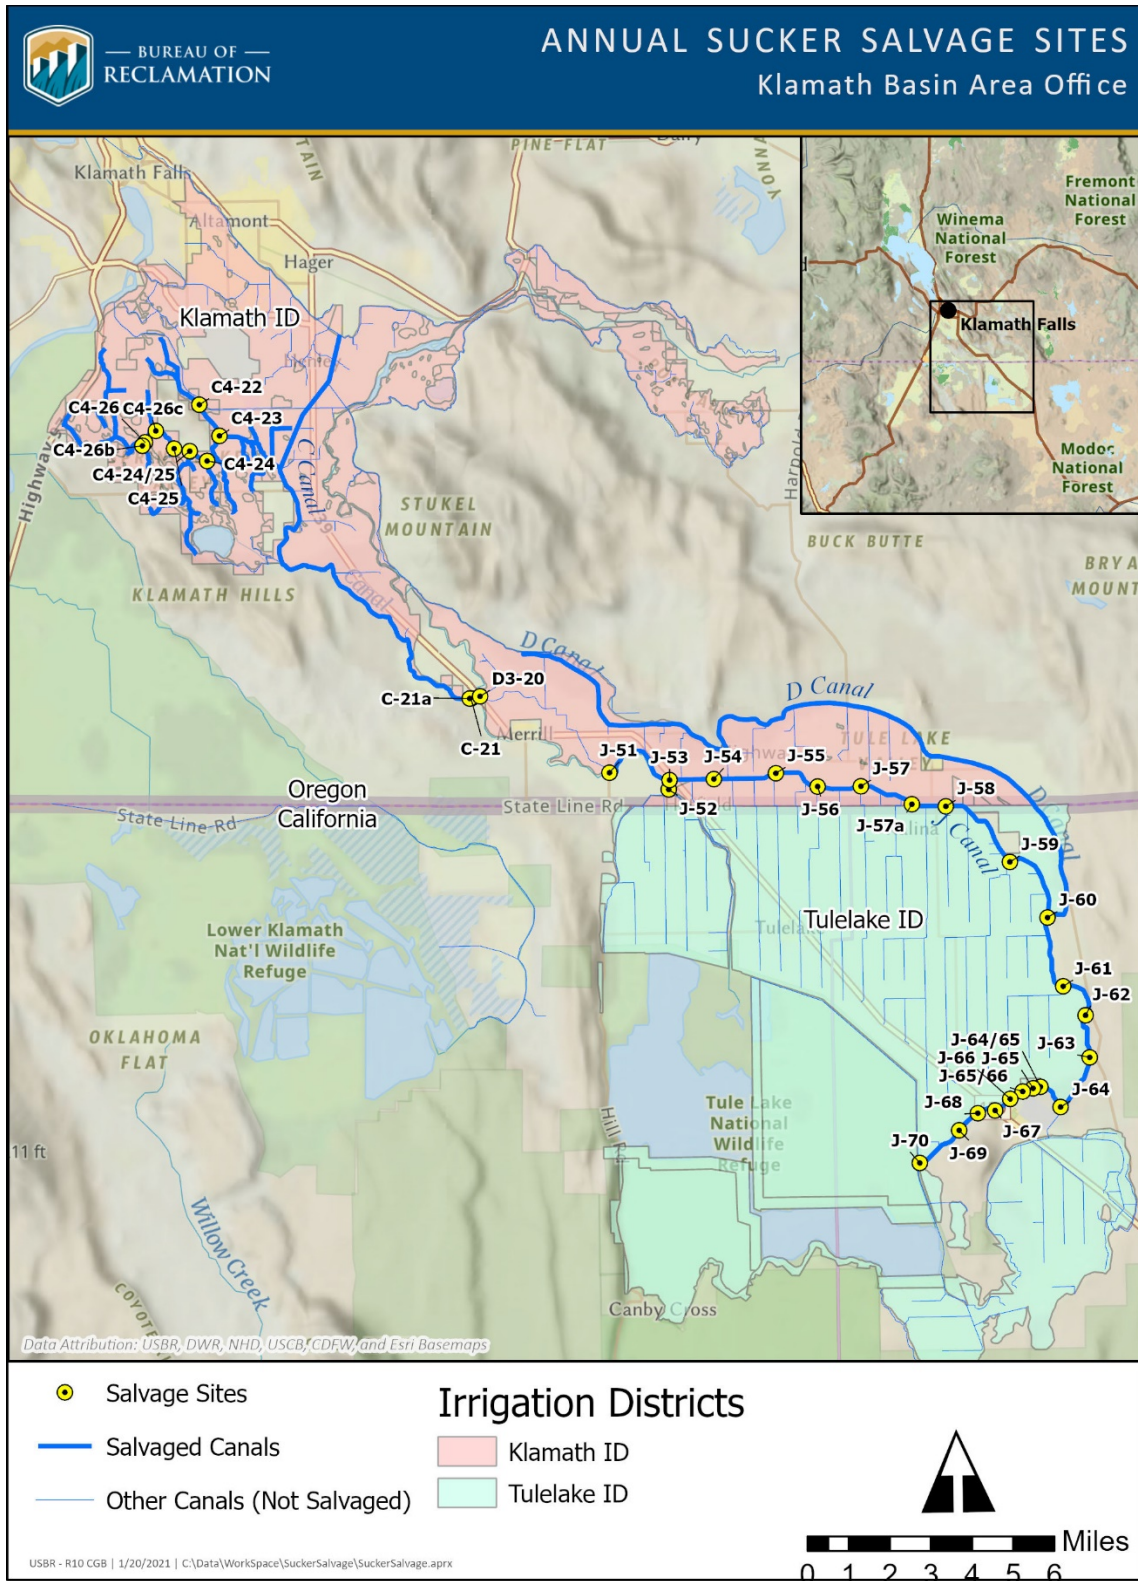 BUREAU OF
RECLAMATION
ANNUAL SUCKER SALVAGE SITES
Klamath Basin Area Office
PINE FLAT
Klamath Falls
Altamont
Hager
Klamath ID
Fremont
National
Forest
Winema
National
Forest
Klamath Falls
Modoc
National
Forest
C4-22
C4-26
C4-26c
C4-23
C4-26b
C4-24
C4-24/25
C4-25
C Canal
39
Canal
STUKEL
MOUNTAIN
Harpold
BUCK BUTTE
KLAMATH HILLS
D Canal
D Canal
D Canal
D3-20
C-21a
C-21
Merrill
J-51
J-53
J-54
J-55
J-57
TULE LAKE
J-58
J-52
J-56
J-57a
J Canal
J-59
Oregon
California
State Line Rd
State Line Rd
J-60
Tulelake
Tulelake ID
Lower Klamath
Nat'l Wildlife
Refuge
J-61
J-62
OKLAHOMA
FLAT
J-64/65
J-63
J-66
J-65
J-65/66
J-64
J-68
J-67
Tule Lake
National
Wildlife
Refuge
J-70
J-69
Hill Rd
11 ft
Willow Creek
Canby Cross
Data Attribution: USBR, DWR, NHD, USCB, CDFW, and Esri Basemaps
Salvage Sites
Salvaged Canals
Other Canals (Not Salvaged)
Irrigation Districts
Klamath ID
Tulelake ID
Miles
0 1 2 3 4 5 6
USBR - R10 CGB | 1/20/2021 | C:\Data\WorkSpace\SuckerSalvage\SuckerSalvage.aprx